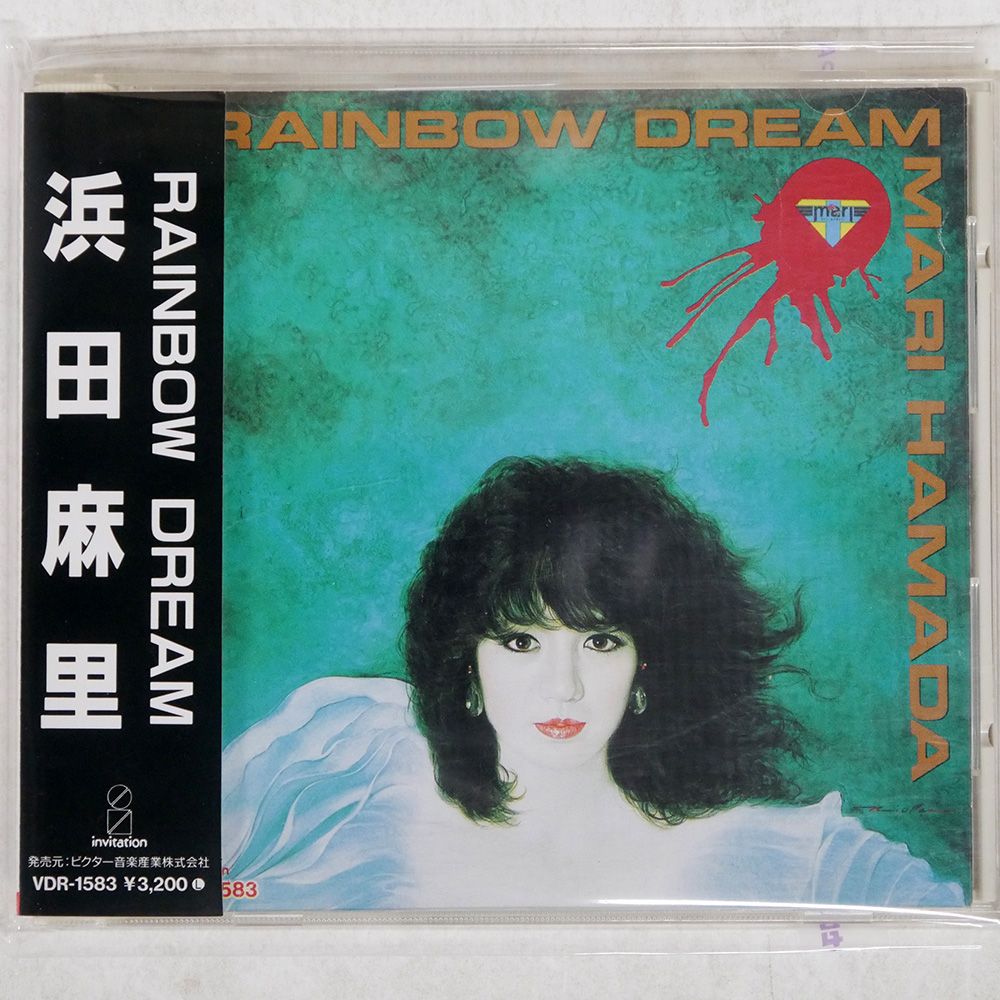 浜田麻里
RAINBOW DREAM
invitation
発売元:ビクター音楽産業株式会社
VDR-1583 ¥3,200 Ⓛ
RAINBOW DREAM
MARI HAMADA
mari
583